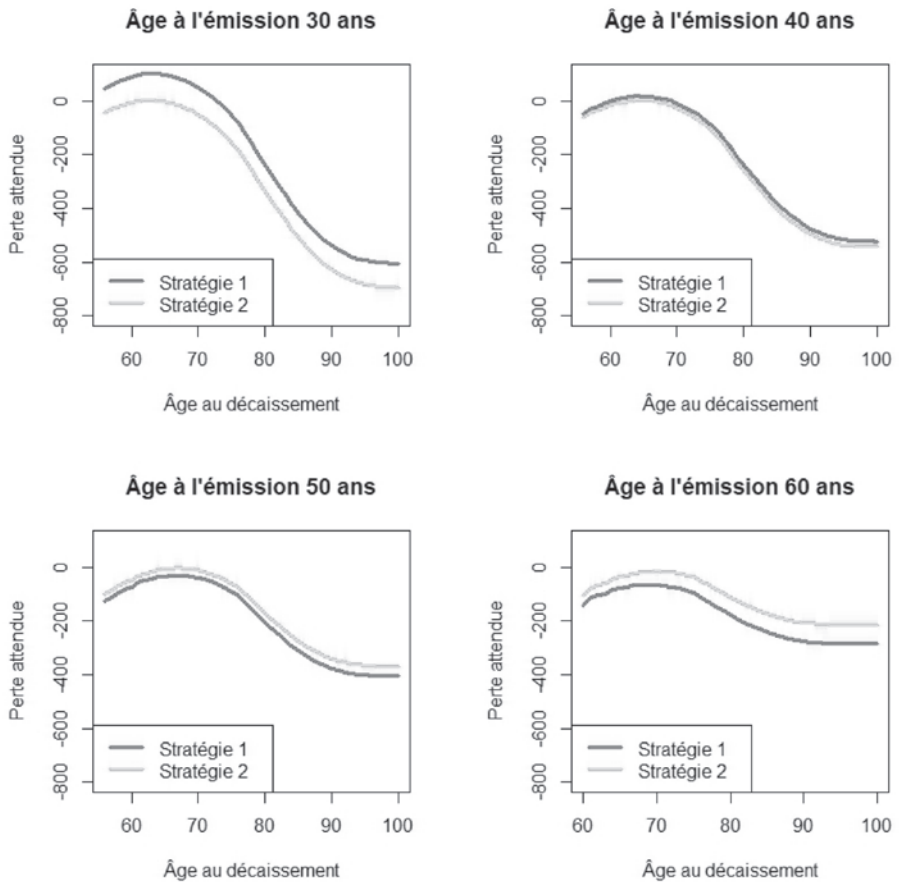 Âge à l'émission 30 ans
Perte attendue
0
-200
-400
-600
-800
Stratégie 1
Stratégie 2
60 70 80 90 100
Âge au décaissement
Âge à l'émission 40 ans
Perte attendue
0
-200
-400
-600
-800
Stratégie 1
Stratégie 2
60 70 80 90 100
Âge au décaissement
Âge à l'émission 50 ans
Perte attendue
0
-200
-400
-600
-800
Stratégie 1
Stratégie 2
60 70 80 90 100
Âge au décaissement
Âge à l'émission 60 ans
Perte attendue
0
-200
-400
-600
-800
Stratégie 1
Stratégie 2
60 70 80 90 100
Âge au décaissement